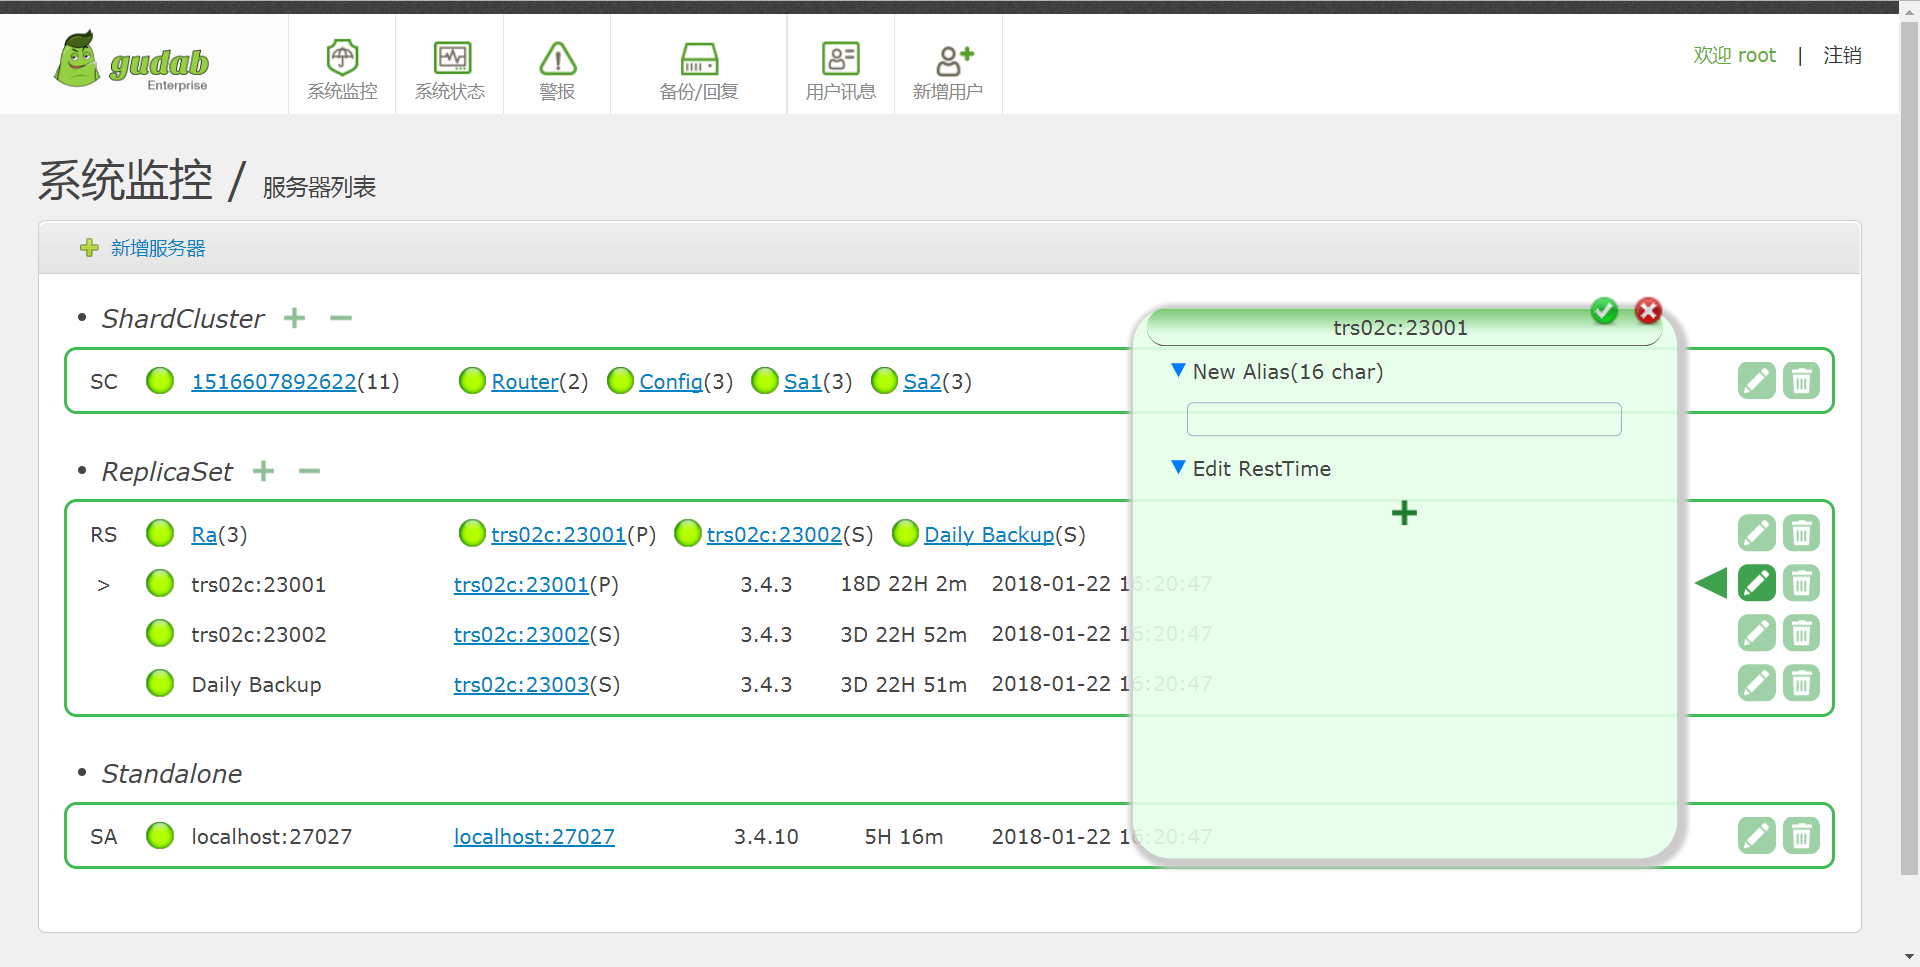 gudab
Enterprise
系统监控
系统状态
警报
备份/回复
用户讯息
新增用户
欢迎 root | 注销
系统监控 / 服务器列表
新增服务器
• ShardCluster
SC 1516607892622(11) Router(2) Config(3) Sa1(3) Sa2(3)
• ReplicaSet
RS Ra(3) trs02c:23001(P) trs02c:23002(S) Daily Backup(S)
> trs02c:23001 trs02c:23001(P) 3.4.3 18D 22H 2m 2018-01-22 16:20:47
trs02c:23002 trs02c:23002(S) 3.4.3 3D 22H 52m 2018-01-22 16:20:47
Daily Backup trs02c:23003(S) 3.4.3 3D 22H 51m 2018-01-22 16:20:47
• Standalone
SA localhost:27027 localhost:27027 3.4.10 5H 16m 2018-01-22 16:20:47
trs02c:23001
New Alias(16 char)
Edit RestTime